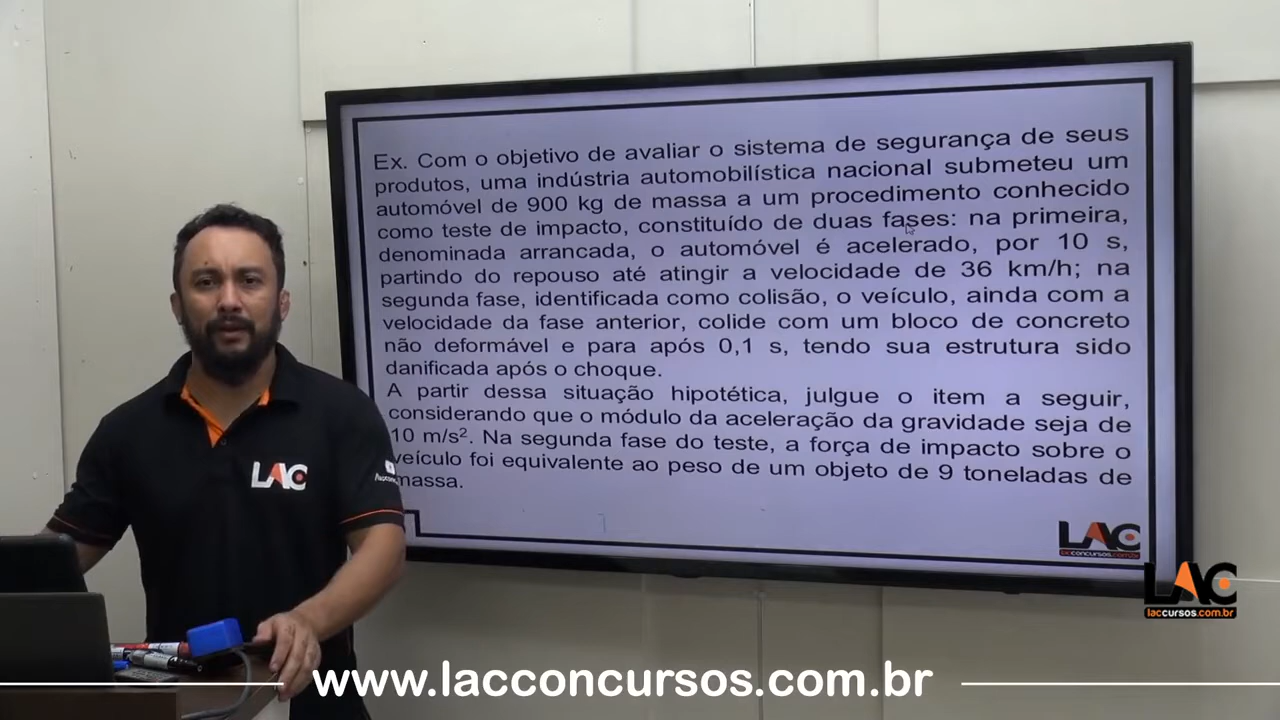 Ex. Com o objetivo de avaliar o sistema de segurança de seus
produtos, uma indústria automobilística nacional submeteu um
automóvel de 900 kg de massa a um procedimento conhecido
como teste de impacto, constituído de duas fases: na primeira,
denominada arrancada, o automóvel é acelerado, por 10 s,
partindo do repouso até atingir a velocidade de 36 km/h; na
segunda fase, identificada como colisão, o veículo, ainda com a
velocidade da fase anterior, colide com um bloco de concreto
não deformável e para após 0,1 s, tendo sua estrutura sido
danificada após o choque.
A partir dessa situação hipotética, julgue o item a seguir,
considerando que o módulo da aceleração da gravidade seja de
10 m/s². Na segunda fase do teste, a força de impacto sobre o
veículo foi equivalente ao peso de um objeto de 9 toneladas de
massa.
LAC
LAC
lacconcursos.com.br
LAC
laccursos.com.br
www.lacconcursos.com.br